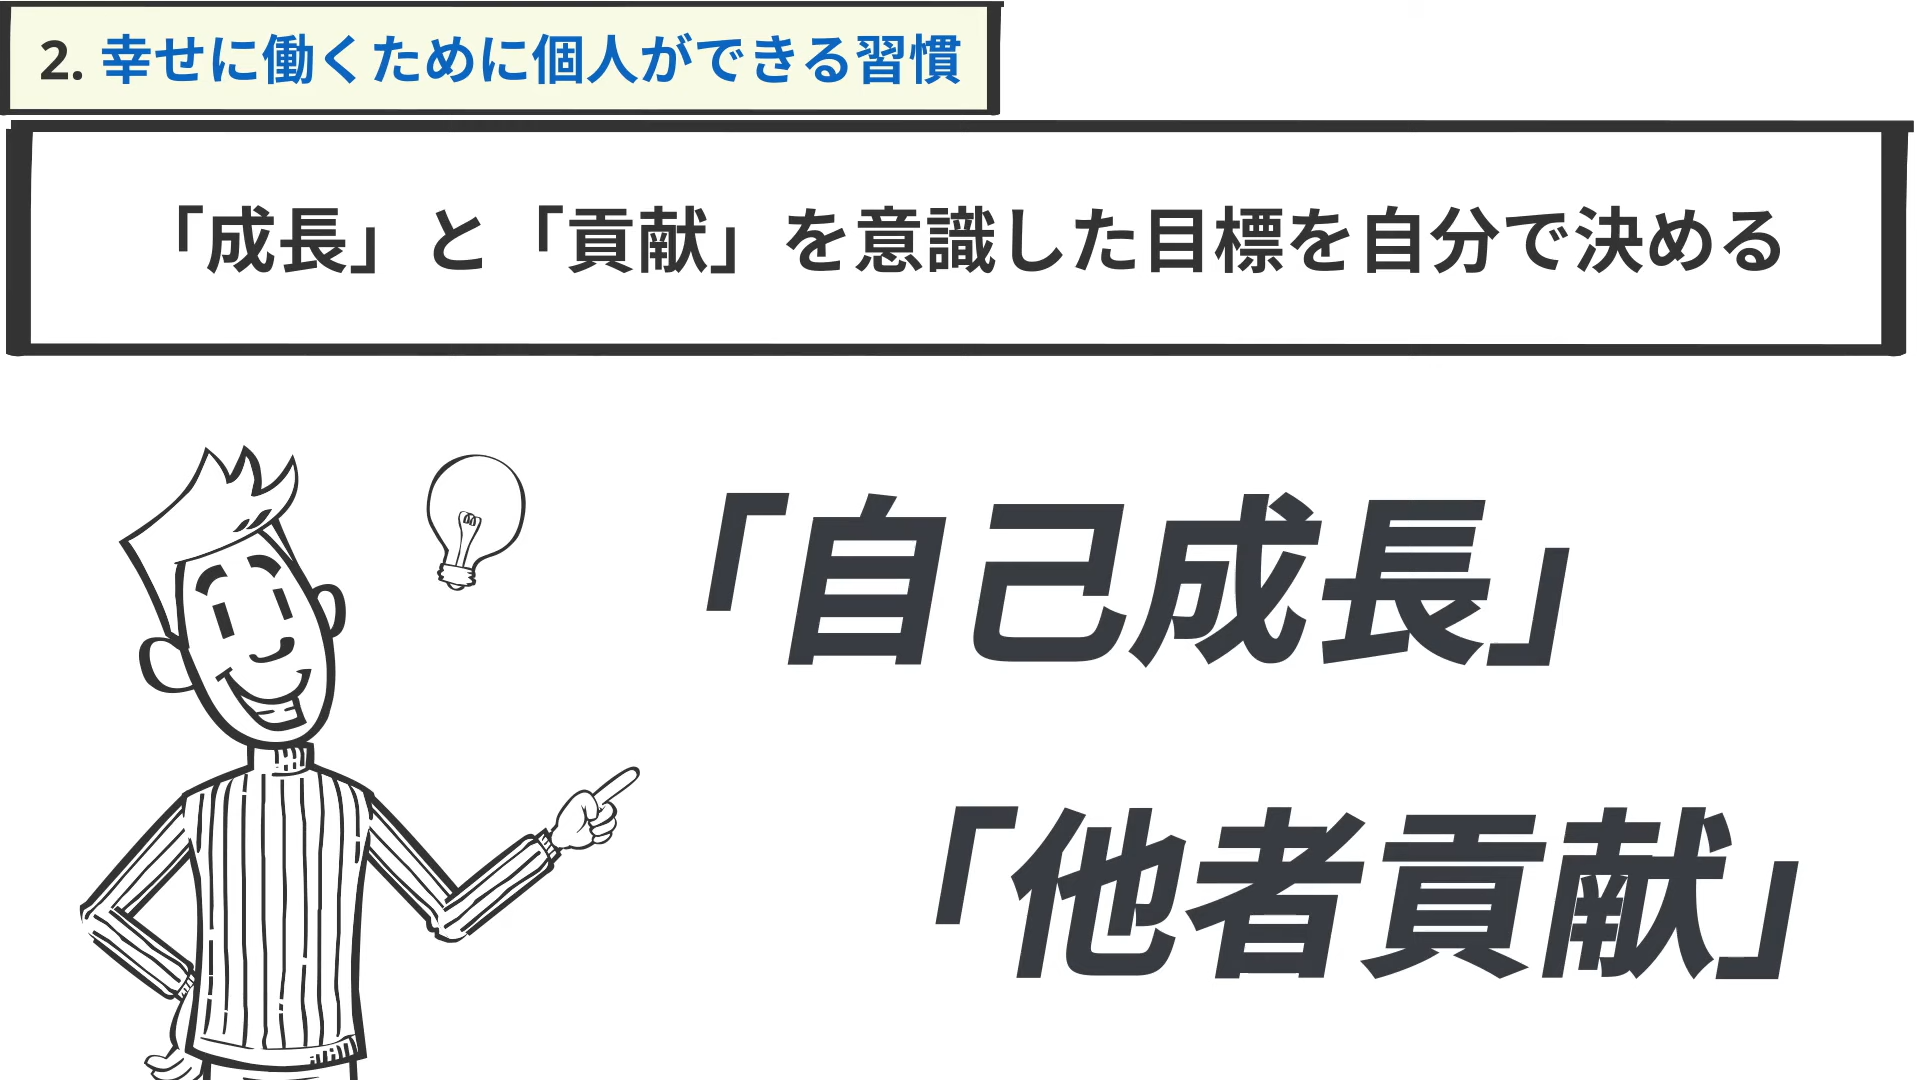 2. 幸せに働くために個人ができる習慣
「成長」と「貢献」を意識した目標を自分で決める
「自己成長」
「他者貢献」